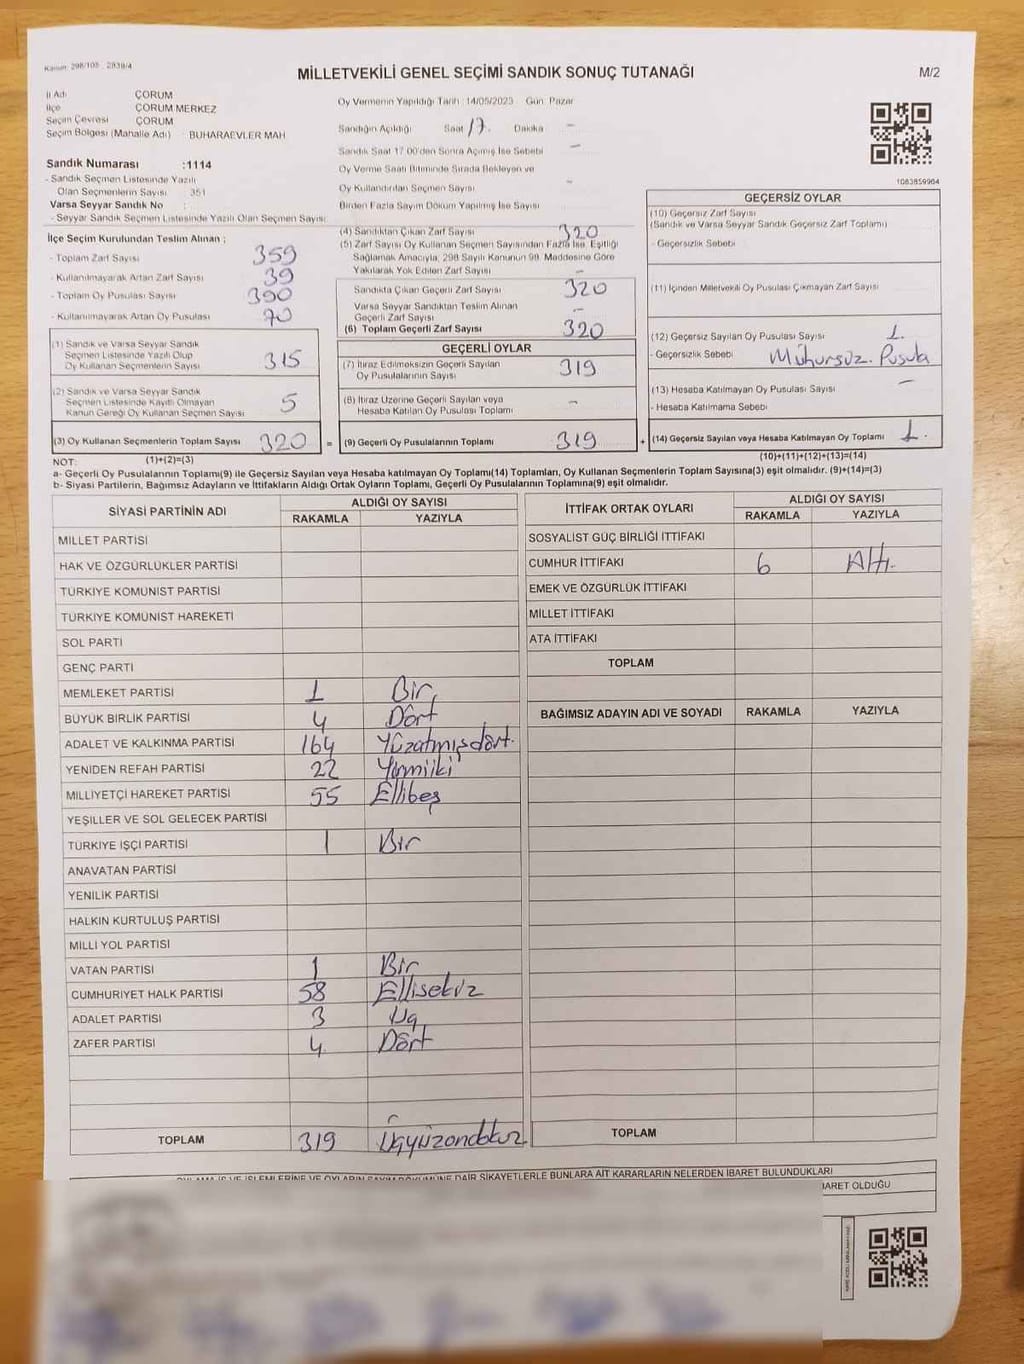 Kanun: 298/105 2839/4
MİLLETVEKİLİ GENEL SEÇİMİ SANDIK SONUÇ TUTANAĞI
M/2
İl Adı ÇORUM
İlçe ÇORUM MERKEZ
Seçim Çevresi ÇORUM
Seçim Bölgesi (Mahalle Adı) : BUHARAEVLER MAH
Sandık Numarası :1114
- Sandık Seçmen Listesinde Yazılı
Olan Seçmenlerin Sayısı : 351
Varsa Seyyar Sandık No :
- Seyyar Sandık Seçmen Listesinde Yazılı Olan Seçmen Sayısı:
İlçe Seçim Kurulundan Teslim Alınan ;
- Toplam Zarf Sayısı 359
- Kullanılmayarak Artan Zarf Sayısı 39
- Toplam Oy Pusulası Sayısı 390
- Kullanılmayarak Artan Oy Pusulası 70
Oy Vermenin Yapıldığı Tarih :14/05/2023 Gün: Pazar
Sandığın Açıldığı Saat 17. Dakika -
Sandık Saat 17.00'den Sonra Açılmış İse Sebebi -
Oy Verme Saati Bitiminde Sırada Bekleyen ve
Oy Kullandırılan Seçmen Sayısı -
Birden Fazla Sayım Döküm Yapılmış İse Sayısı
(4) Sandıktan Çıkan Zarf Sayısı 320
(5) Zarf Sayısı Oy Kullanan Seçmen Sayısından Fazla İse, Eşitliği
Sağlamak Amacıyla, 298 Sayılı Kanunun 98. Maddesine Göre
Yakılarak Yok Edilen Zarf Sayısı -
Sandıkta Çıkan Geçerli Zarf Sayısı 320
Varsa Seyyar Sandıktan Teslim Alınan
Geçerli Zarf Sayısı -
(6) Toplam Geçerli Zarf Sayısı 320
1083859984
GEÇERSİZ OYLAR
(10) Geçersiz Zarf Sayısı
(Sandık ve Varsa Seyyar Sandık Geçersiz Zarf Toplamı)
- Geçersizlik Sebebi
(11) İçinden Milletvekili Oy Pusulası Çıkmayan Zarf Sayısı
(12) Geçersiz Sayılan Oy Pusulası Sayısı 1.
- Geçersizlik Sebebi Mühürsüz. Pusula
(13) Hesaba Katılmayan Oy Pusulası Sayısı -
- Hesaba Katılmama Sebebi
(14) Geçersiz Sayılan veya Hesaba Katılmayan Oy Toplamı 1.
(10)+(11)+(12)+(13)=(14)
(1) Sandık ve Varsa Seyyar Sandık
Seçmen Listesinde Yazılı Olup
Oy Kullanan Seçmenlerin Sayısı 315
(2) Sandık ve Varsa Seyyar Sandık
Seçmen Listesinde Kayıtlı Olmayan
Kanun Gereği Oy Kullanan Seçmen Sayısı 5
(3) Oy Kullanan Seçmenlerin Toplam Sayısı 320 =
(1)+(2)=(3)
GEÇERLİ OYLAR
(7) İtiraz Edilmeksizin Geçerli Sayılan
Oy Pusulalarının Sayısı 319
(8) İtiraz Üzerine Geçerli Sayılan veya
Hesaba Katılan Oy Pusulası Toplamı -
(9) Geçerli Oy Pusulalarının Toplamı 319 +
NOT:
a- Geçerli Oy Pusulalarının Toplamı(9) ile Geçersiz Sayılan veya Hesaba katılmayan Oy Toplamı(14) Toplamları, Oy Kullanan Seçmenlerin Toplam Sayısına(3) eşit olmalıdır. (9)+(14)=(3)
b- Siyasi Partilerin, Bağımsız Adayların ve İttifakların Aldığı Ortak Oyların Toplamı, Geçerli Oy Pusulalarının Toplamına(9) eşit olmalıdır.
SİYASİ PARTİNİN ADI ALDIĞI OY SAYISI
RAKAMLA YAZIYLA
MİLLET PARTİSİ
HAK VE ÖZGÜRLÜKLER PARTİSİ
TÜRKİYE KOMÜNİST PARTİSİ
TÜRKİYE KOMÜNİST HAREKETİ
SOL PARTİ
GENÇ PARTİ
MEMLEKET PARTİSİ 1 Bir,
BÜYÜK BİRLİK PARTİSİ 4 Dört
ADALET VE KALKINMA PARTİSİ 164 Yüzatmışdört.
YENİDEN REFAH PARTİSİ 22 Yirmiiki
MİLLİYETÇİ HAREKET PARTİSİ 55 Ellibeş
YEŞİLLER VE SOL GELECEK PARTİSİ
TÜRKİYE İŞÇİ PARTİSİ 1 Bir
ANAVATAN PARTİSİ
YENİLİK PARTİSİ
HALKIN KURTULUŞ PARTİSİ
MİLLİ YOL PARTİSİ
VATAN PARTİSİ 1 Bir
CUMHURİYET HALK PARTİSİ 58 Ellisekiz
ADALET PARTİSİ 3 Üç
ZAFER PARTİSİ 4 Dört
TOPLAM 319 Üçyüzondokuz
İTTİFAK ORTAK OYLARI ALDIĞI OY SAYISI
RAKAMLA YAZIYLA
SOSYALİST GÜÇ BİRLİĞİ İTTİFAKI
CUMHUR İTTİFAKI 6 Altı.
EMEK VE ÖZGÜRLÜK İTTİFAKI
MİLLET İTTİFAKI
ATA İTTİFAKI
TOPLAM
BAĞIMSIZ ADAYIN ADI VE SOYADI RAKAMLA YAZIYLA
TOPLAM
DAİR ŞİKAYETLERLE BUNLARA AİT KARARLARIN NELERDEN İBARET BULUNDUKLARI
İBARET OLDUĞU